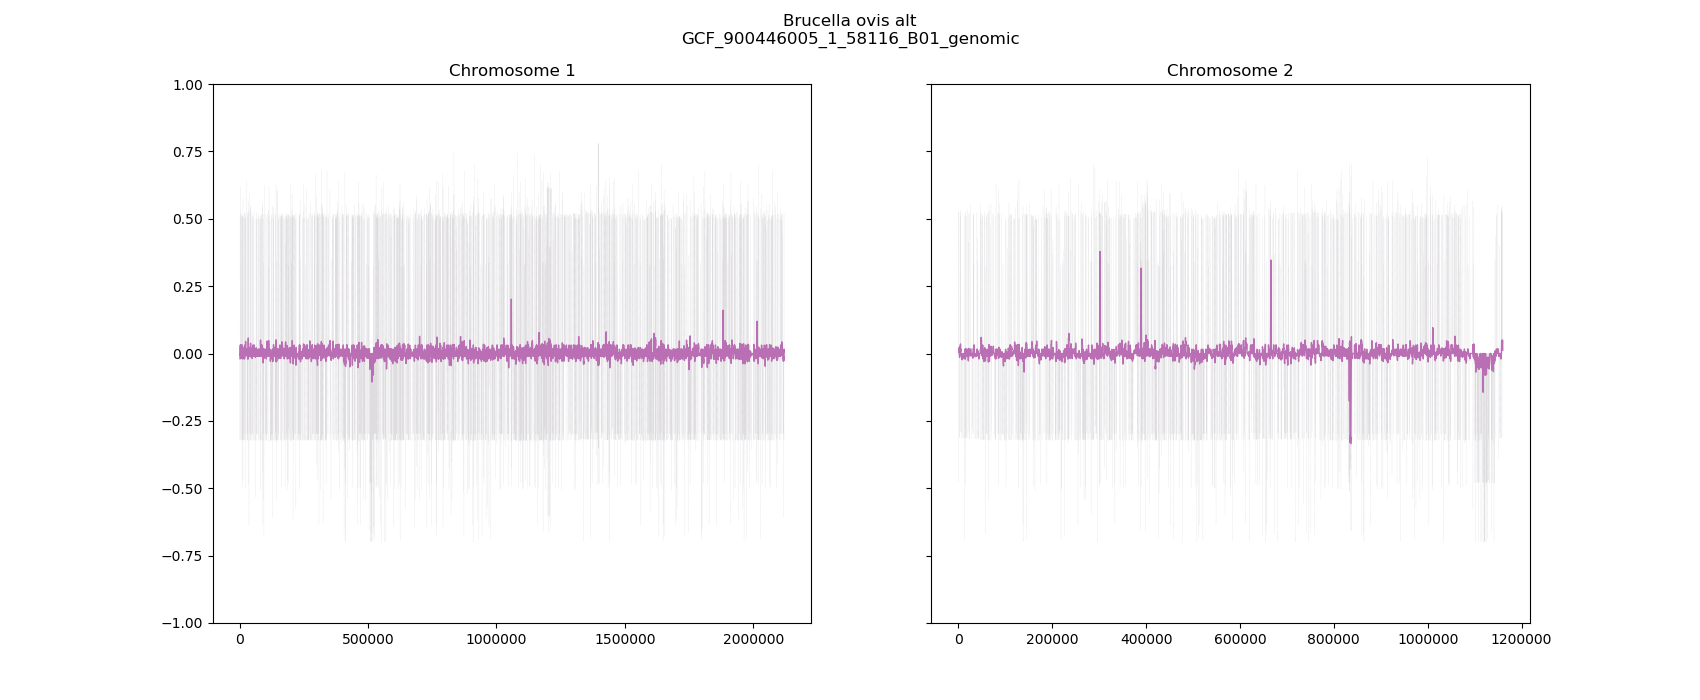 Brucella ovis alt
GCF_900446005_1_58116_B01_genomic
Chromosome 1
Chromosome 2
1.00
0.75
0.50
0.25
0.00
−0.25
−0.50
−0.75
−1.00
0 500000 1000000 1500000 2000000
0 200000 400000 600000 800000 1000000 1200000